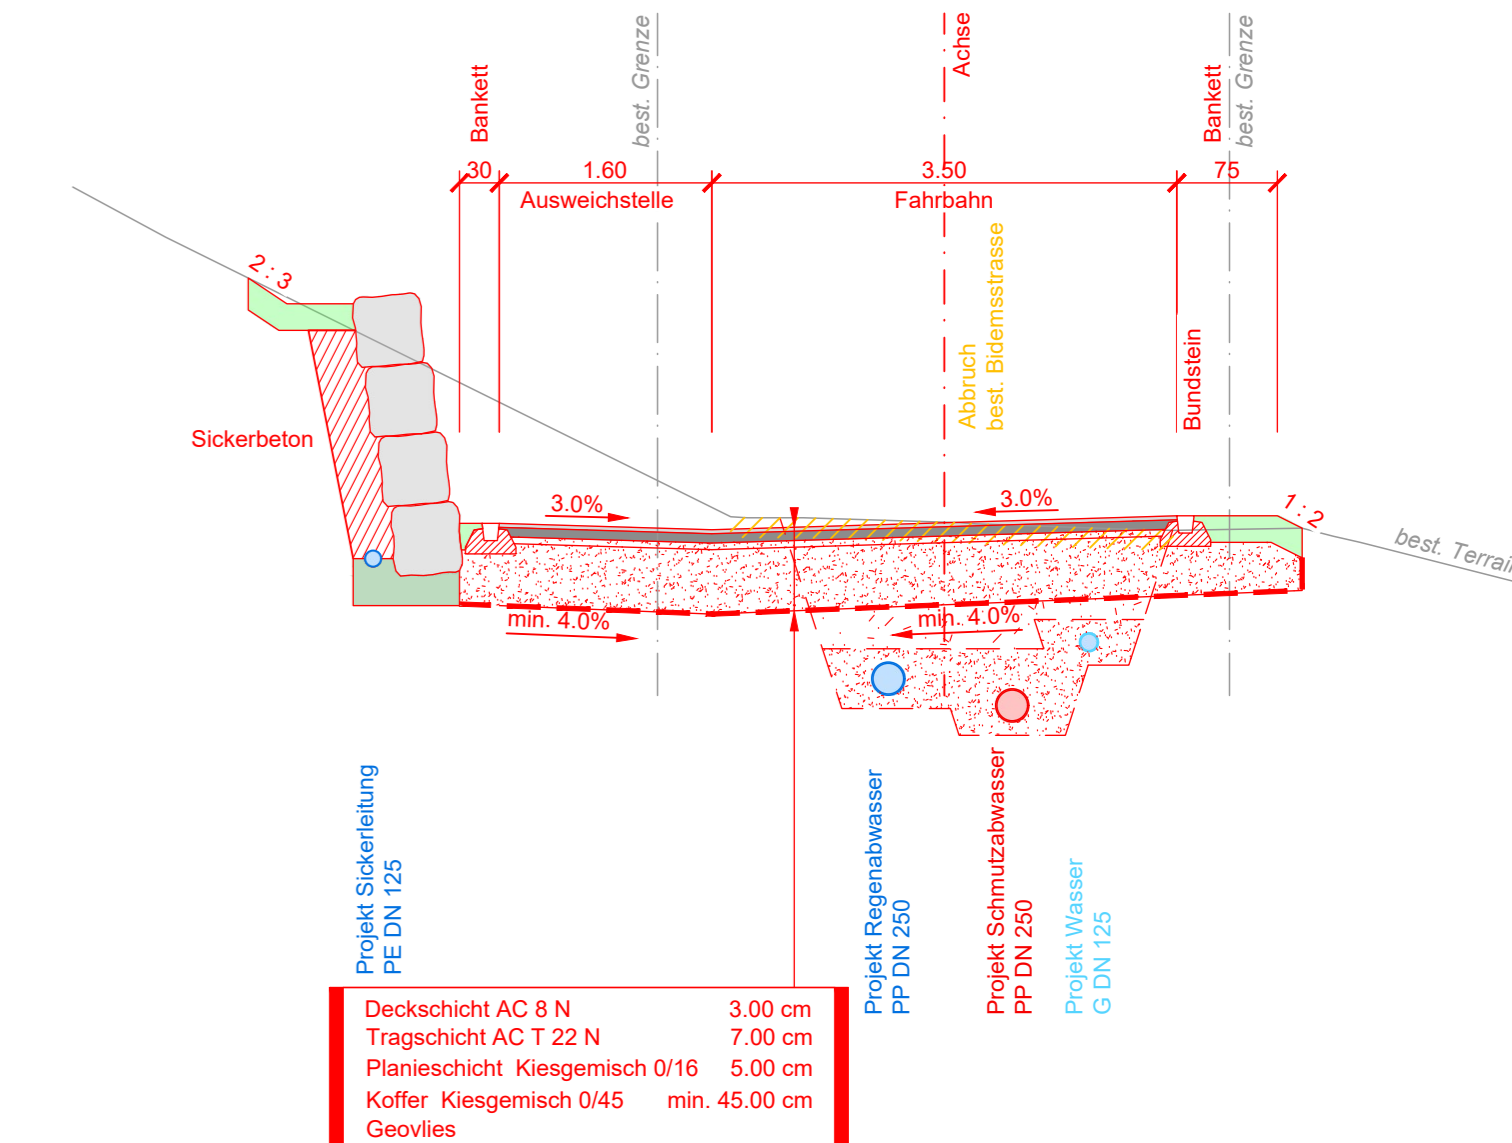 Bankett
best. Grenze
Achse
Bankett
best. Grenze
30
1.60
3.50
75
Ausweichstelle
Fahrbahn
2 : 3
Abbruch
best. Bidemsstrasse
Bundstein
Sickerbeton
3.0%
3.0%
1 : 2
best. Terrain
min. 4.0%
min. 4.0%
Projekt Sickerleitung
PE DN 125
Projekt Regenabwasser
PP DN 250
Projekt Schmutzabwasser
PP DN 250
Projekt Wasser
G DN 125
Deckschicht AC 8 N 3.00 cm
Tragschicht AC T 22 N 7.00 cm
Planieschicht Kiesgemisch 0/16 5.00 cm
Koffer Kiesgemisch 0/45 min. 45.00 cm
Geovlies